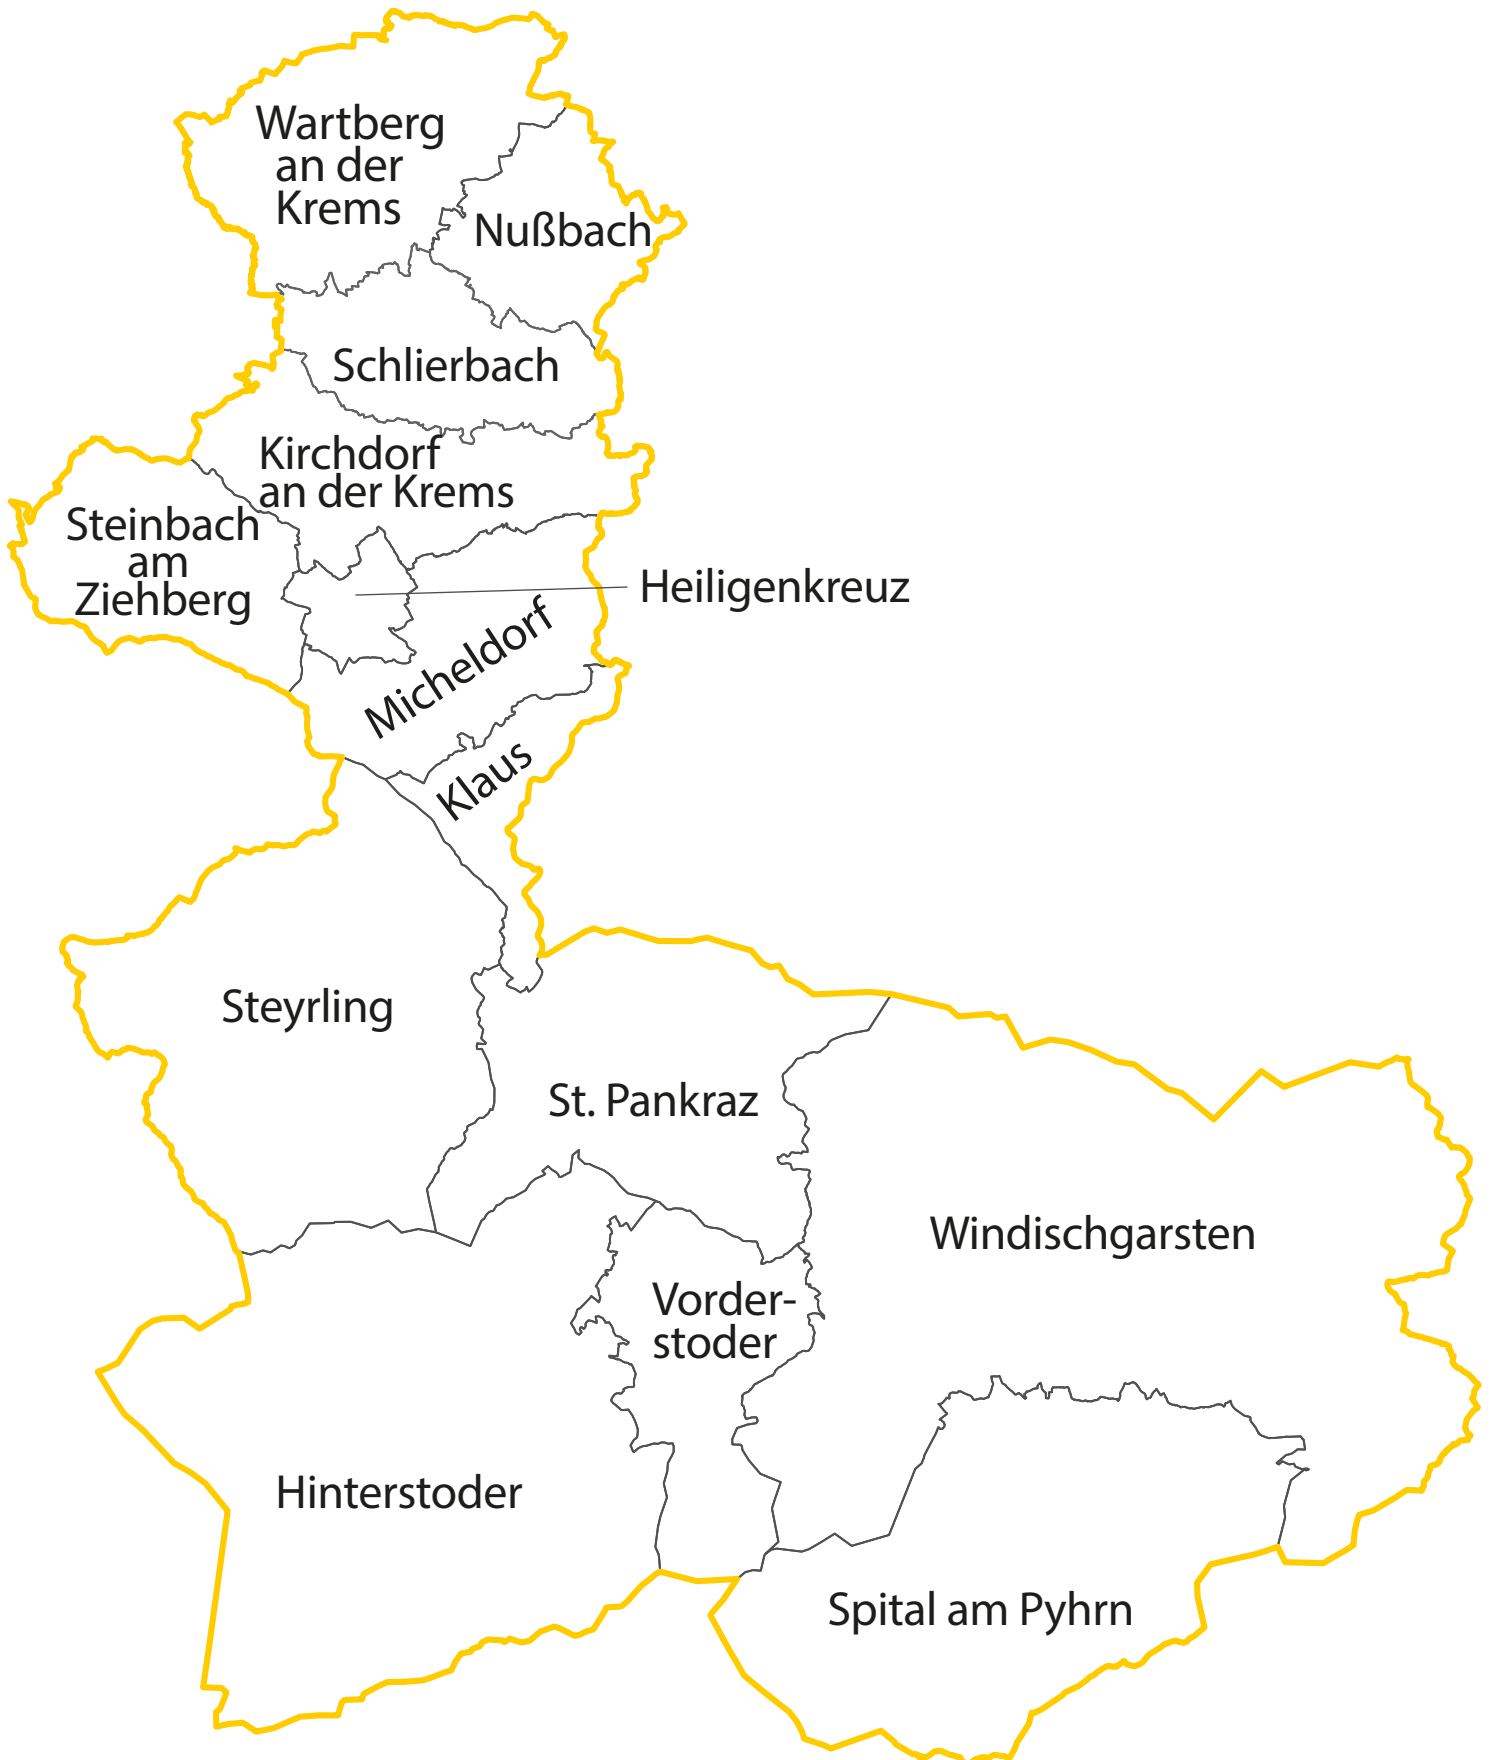 Wartberg
an der
Krems
Nußbach
Schlierbach
Kirchdorf
an der Krems
Steinbach
am
Ziehberg
Heiligenkreuz
Micheldorf
Klaus
Steyrling
St. Pankraz
Windischgarsten
Vorder-
stoder
Hinterstoder
Spital am Pyhrn